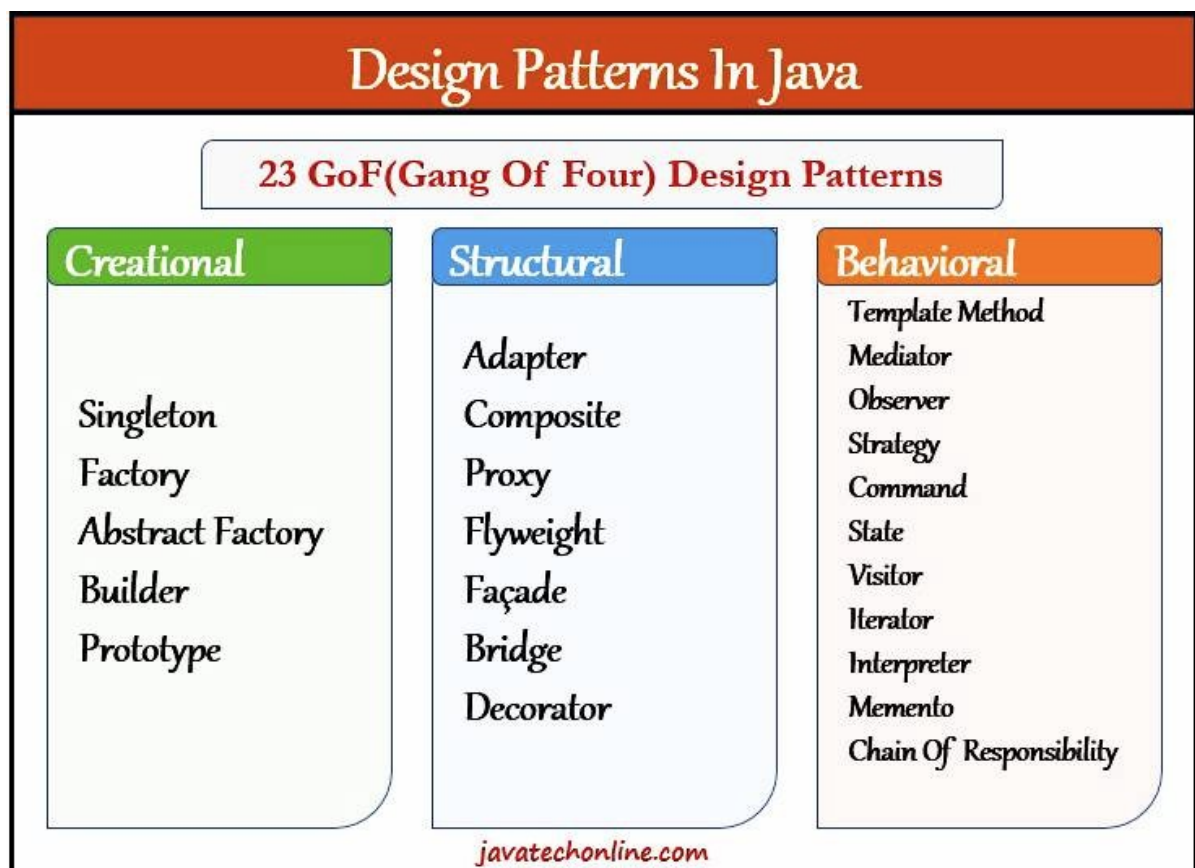 Design Patterns In Java
23 GoF(Gang Of Four) Design Patterns
Creational
Singleton
Factory
Abstract Factory
Builder
Prototype
Structural
Adapter
Composite
Proxy
Flyweight
Façade
Bridge
Decorator
Behavioral
Template Method
Mediator
Observer
Strategy
Command
State
Visitor
Iterator
Interpreter
Memento
Chain Of Responsibility
javatechonline.com